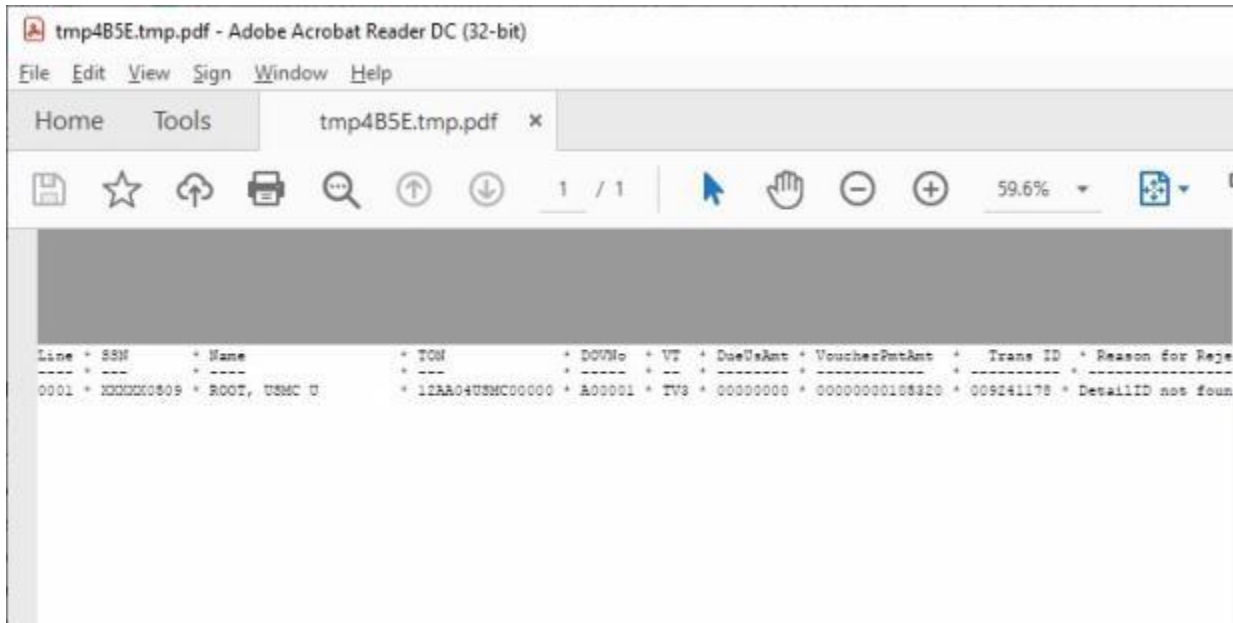 tmp4B5E.tmp.pdf - Adobe Acrobat Reader DC (32-bit)
File Edit View Sign Window Help
Home Tools tmp4B5E.tmp.pdf ×
1 / 1 59.6%
Line * SSN * Name * TON * DOVNo * VT * DueUsAmt * VoucherPmtAmt * Trans ID * Reason for Reje
---- * --- * ---- * --- * ----- * -- * -------- * ------------ * ---------- * -----------------
0001 * XXXXX0809 * ROOT, USMC U * 12AA04USMC00000 * A00001 * TV3 * 00000000 * 00000000108320 * 009241178 * DetailID not foun